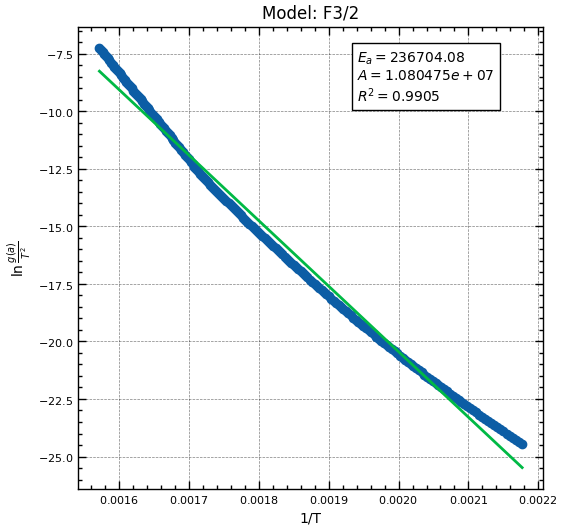 Model: F3/2
E_a = 236704.08
A = 1.080475e + 07
R² = 0.9905
−7.5
−10.0
−12.5
−15.0
−17.5
−20.0
−22.5
−25.0
ln g(a)/T²
0.0016 0.0017 0.0018 0.0019 0.0020 0.0021 0.0022
1/T